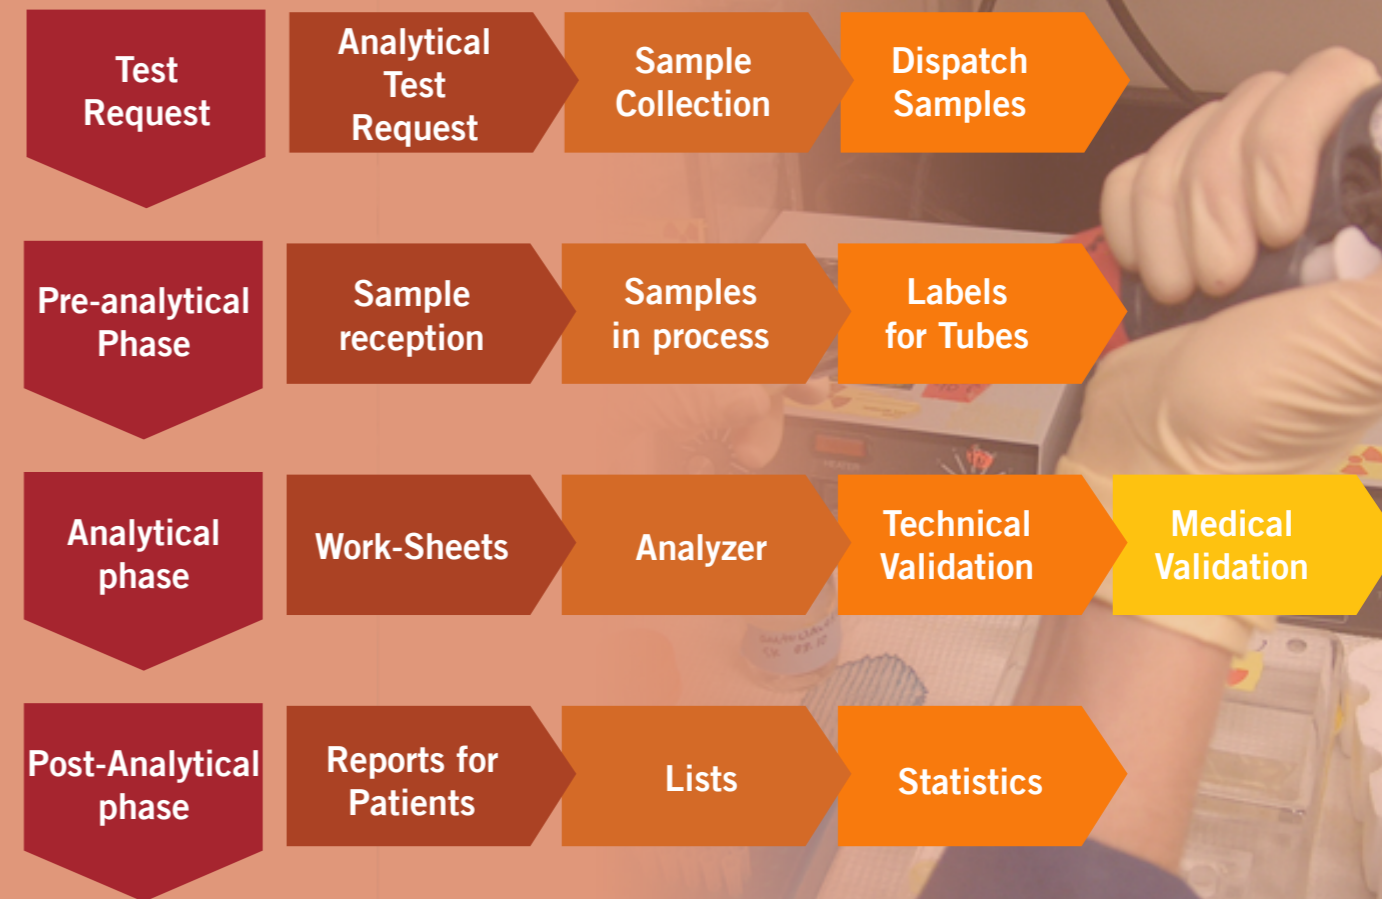 Test
Request
Analytical
Test
Request
Sample
Collection
Dispatch
Samples
Pre-analytical
Phase
Sample
reception
Samples
in process
Labels
for Tubes
Analytical
phase
Work-Sheets
Analyzer
Technical
Validation
Medical
Validation
Post-Analytical
phase
Reports for
Patients
Lists
Statistics